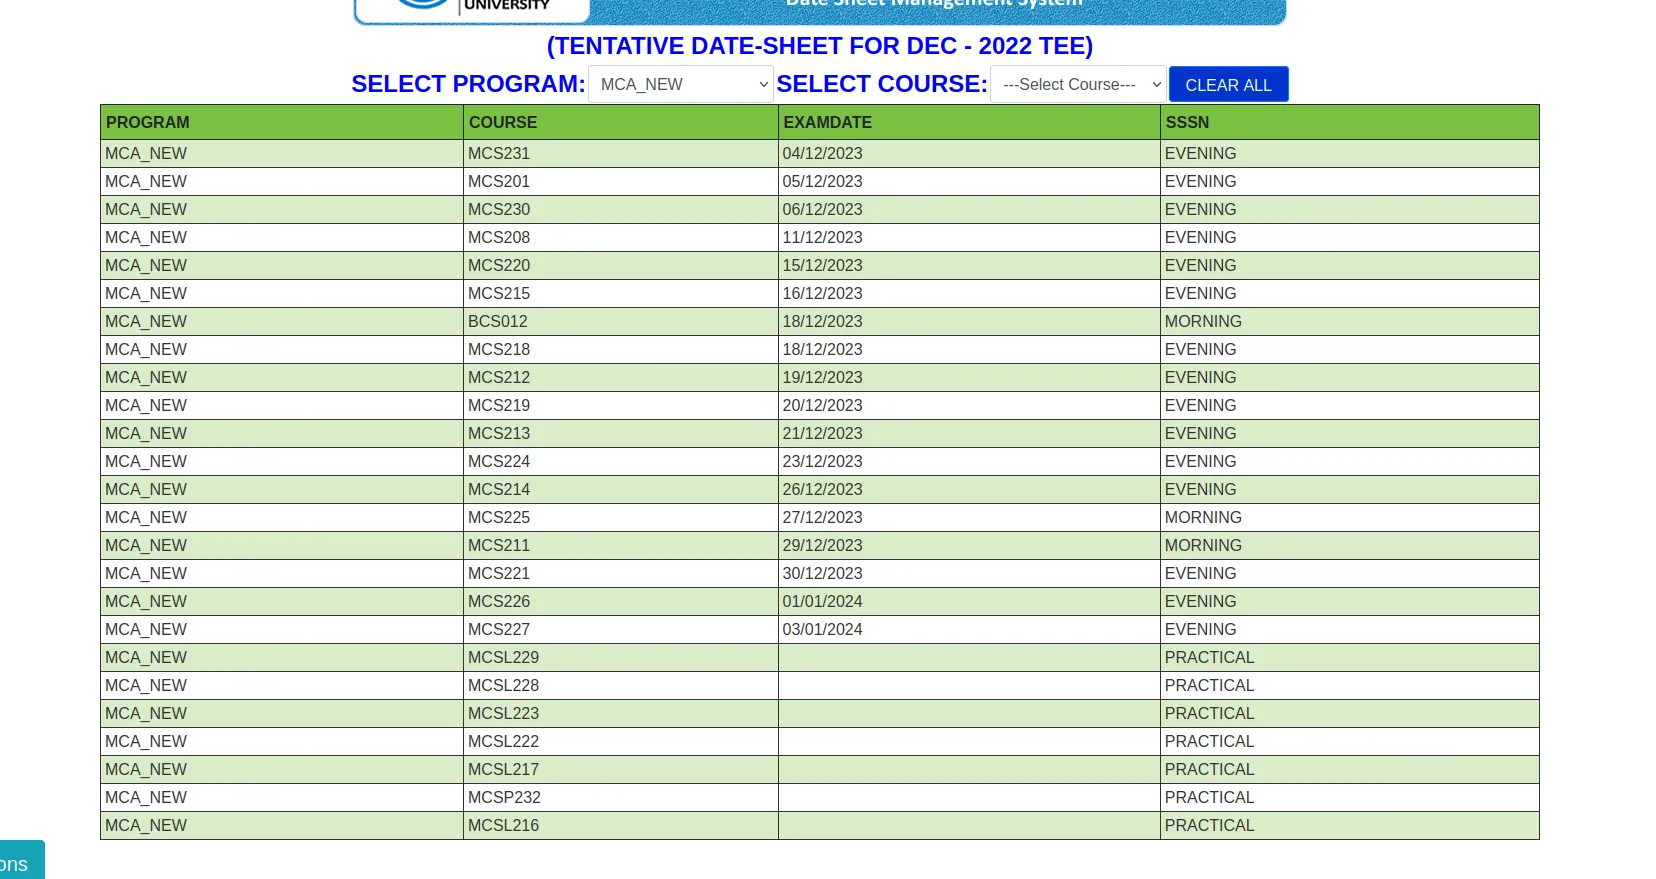 UNIVERSITY
Date Sheet Management System
(TENTATIVE DATE-SHEET FOR DEC - 2022 TEE)
SELECT PROGRAM: MCA_NEW SELECT COURSE: ---Select Course--- CLEAR ALL
PROGRAM COURSE EXAMDATE SSSN
MCA_NEW MCS231 04/12/2023 EVENING
MCA_NEW MCS201 05/12/2023 EVENING
MCA_NEW MCS230 06/12/2023 EVENING
MCA_NEW MCS208 11/12/2023 EVENING
MCA_NEW MCS220 15/12/2023 EVENING
MCA_NEW MCS215 16/12/2023 EVENING
MCA_NEW BCS012 18/12/2023 MORNING
MCA_NEW MCS218 18/12/2023 EVENING
MCA_NEW MCS212 19/12/2023 EVENING
MCA_NEW MCS219 20/12/2023 EVENING
MCA_NEW MCS213 21/12/2023 EVENING
MCA_NEW MCS224 23/12/2023 EVENING
MCA_NEW MCS214 26/12/2023 EVENING
MCA_NEW MCS225 27/12/2023 MORNING
MCA_NEW MCS211 29/12/2023 MORNING
MCA_NEW MCS221 30/12/2023 EVENING
MCA_NEW MCS226 01/01/2024 EVENING
MCA_NEW MCS227 03/01/2024 EVENING
MCA_NEW MCSL229 PRACTICAL
MCA_NEW MCSL228 PRACTICAL
MCA_NEW MCSL223 PRACTICAL
MCA_NEW MCSL222 PRACTICAL
MCA_NEW MCSL217 PRACTICAL
MCA_NEW MCSP232 PRACTICAL
MCA_NEW MCSL216 PRACTICAL
ons